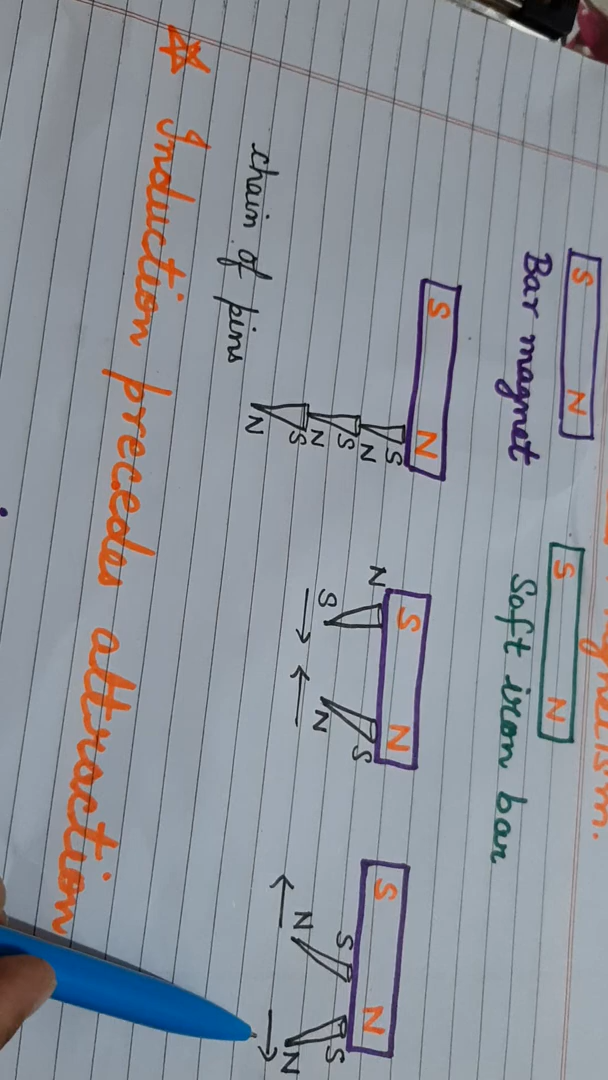 S N S N
Bar magnet Soft iron bar
S N S N S N
S N S S S
N N
S S N N N
N
S
N
chain of pins
☆ Induction precedes attraction